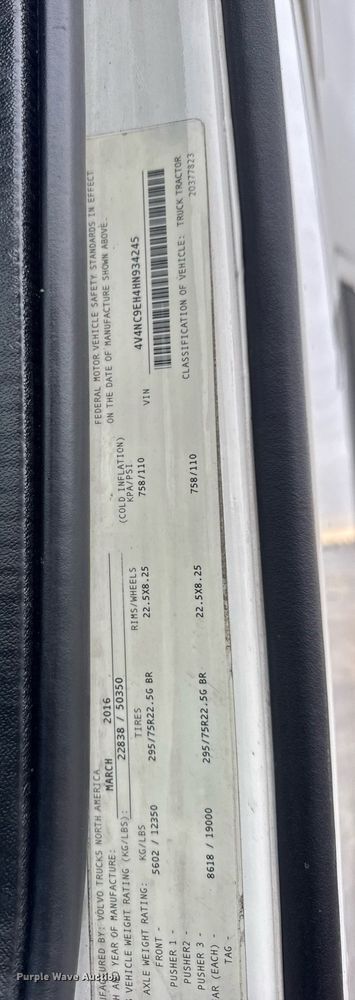 FACTURED BY: VOLVO TRUCKS NORTH AMERICA
H AND YEAR OF MANUFACTURE: MARCH 2016
VEHICLE WEIGHT RATING (KG/LBS): 22838 / 50350
AXLE WEIGHT RATING: KG/LBS TIRES RIMS/WHEELS (COLD INFLATION) KPA/PSI
FRONT - 5602 / 12350 295/75R22.5G BR 22.5X8.25 758/110
PUSHER 1 -
PUSHER2 -
PUSHER 3 -
AR (EACH) - 8618 / 19000 295/75R22.5G BR 22.5X8.25 758/110
TAG -
FEDERAL MOTOR VEHICLE SAFETY STANDARDS IN EFFECT
ON THE DATE OF MANUFACTURE SHOWN ABOVE.
VIN 4V4NC9EH4HN934245
CLASSIFICATION OF VEHICLE: TRUCK TRACTOR
20377823
Purple Wave Auction